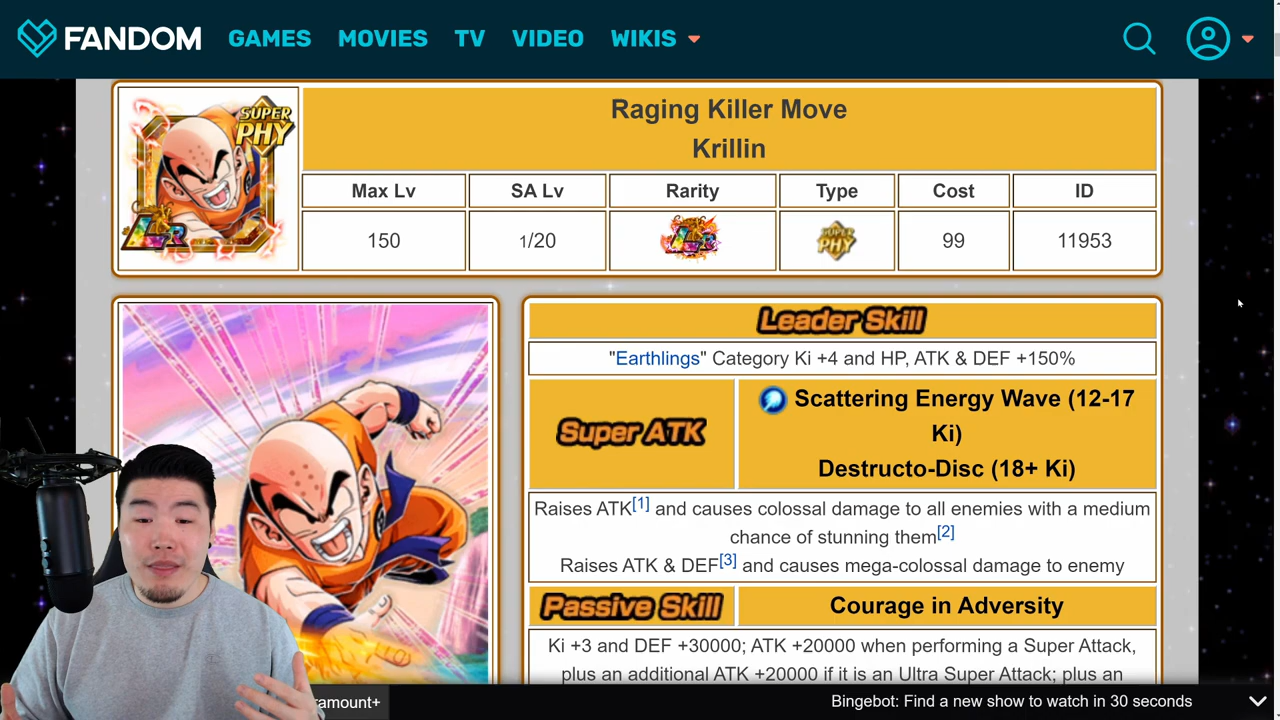 FANDOM GAMES MOVIES TV VIDEO WIKIS
SUPER PHY
LR
Raging Killer Move
Krillin
Max Lv SA Lv Rarity Type Cost ID
150 1/20 LR SUPER PHY 99 11953
Leader Skill
"Earthlings" Category Ki +4 and HP, ATK & DEF +150%
Super ATK
Scattering Energy Wave (12-17
Ki)
Destructo-Disc (18+ Ki)
Raises ATK[1] and causes colossal damage to all enemies with a medium
chance of stunning them[2]
Raises ATK & DEF[3] and causes mega-colossal damage to enemy
Passive Skill Courage in Adversity
Ki +3 and DEF +30000; ATK +20000 when performing a Super Attack,
plus an additional ATK +20000 if it is an Ultra Super Attack; plus an
ramount+ Bingebot: Find a new show to watch in 30 seconds